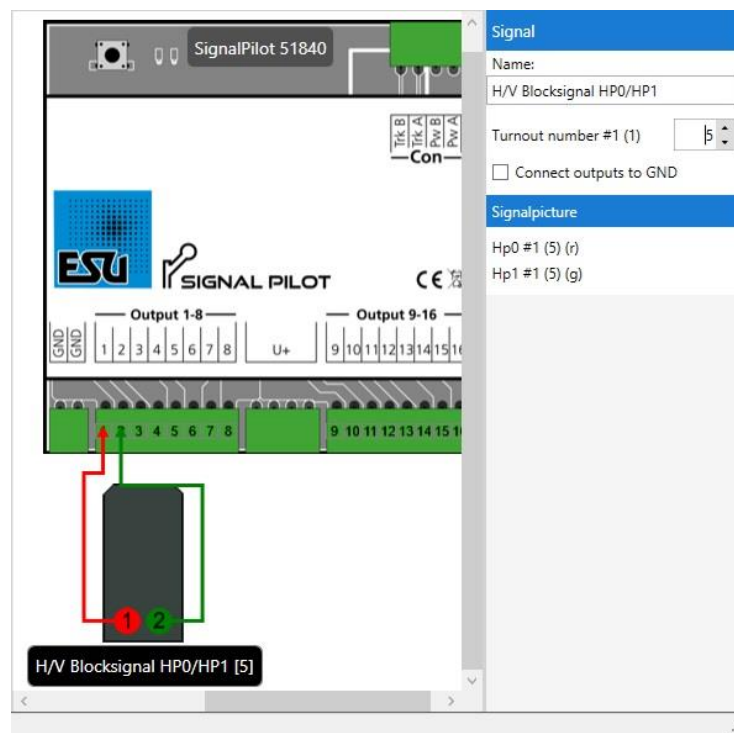 SignalPilot 51840
Trk B
Trk A
Pw B
Pw A
Con
ESU
SIGNAL PILOT
CE
Output 1-8
Output 9-16
GND
GND
1 2 3 4 5 6 7 8
U+
9 10 11 12 13 14 15
1 2 3 4 5 6 7 8
9 10 11 12 13 14 15
1 2
H/V Blocksignal HP0/HP1 [5]
Signal
Name:
H/V Blocksignal HP0/HP1
Turnout number #1 (1)
5
Connect outputs to GND
Signalpicture
Hp0 #1 (5) (r)
Hp1 #1 (5) (g)